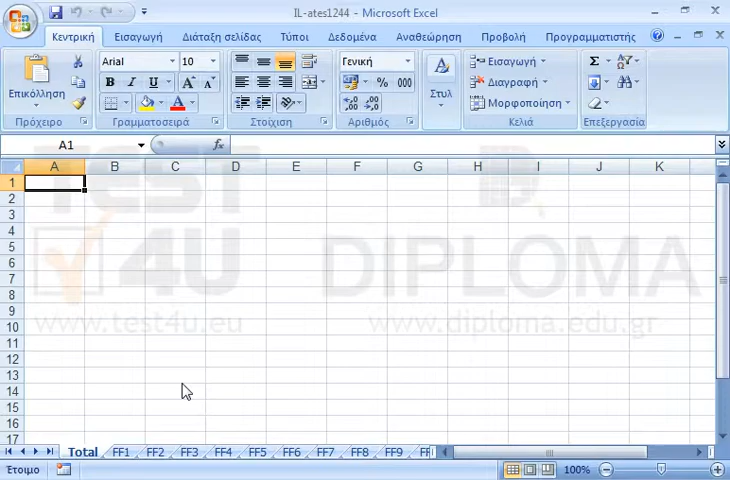 IL-ates1244 - Microsoft Excel
Κεντρική Εισαγωγή Διάταξη σελίδας Τύποι Δεδομένα Αναθεώρηση Προβολή Προγραμματιστής
Επικόλληση
Πρόχειρο
Arial 10
B I U A A
A
Γραμματοσειρά
Στοίχιση
Γενική
% 000
Αριθμός
A
Στυλ
Εισαγωγή
Διαγραφή
Μορφοποίηση
Κελιά
Σ
Επεξεργασία
A1 fx
A B C D E F G H I J K
1
2
3
4
5
6
7
8
9
10
11
12
13
14
15
16
17
TEST
4U
DIPLOMA
www.test4u.eu
www.diploma.edu.gr
Total FF1 FF2 FF3 FF4 FF5 FF6 FF7 FF8 FF9
Έτοιμο 100%